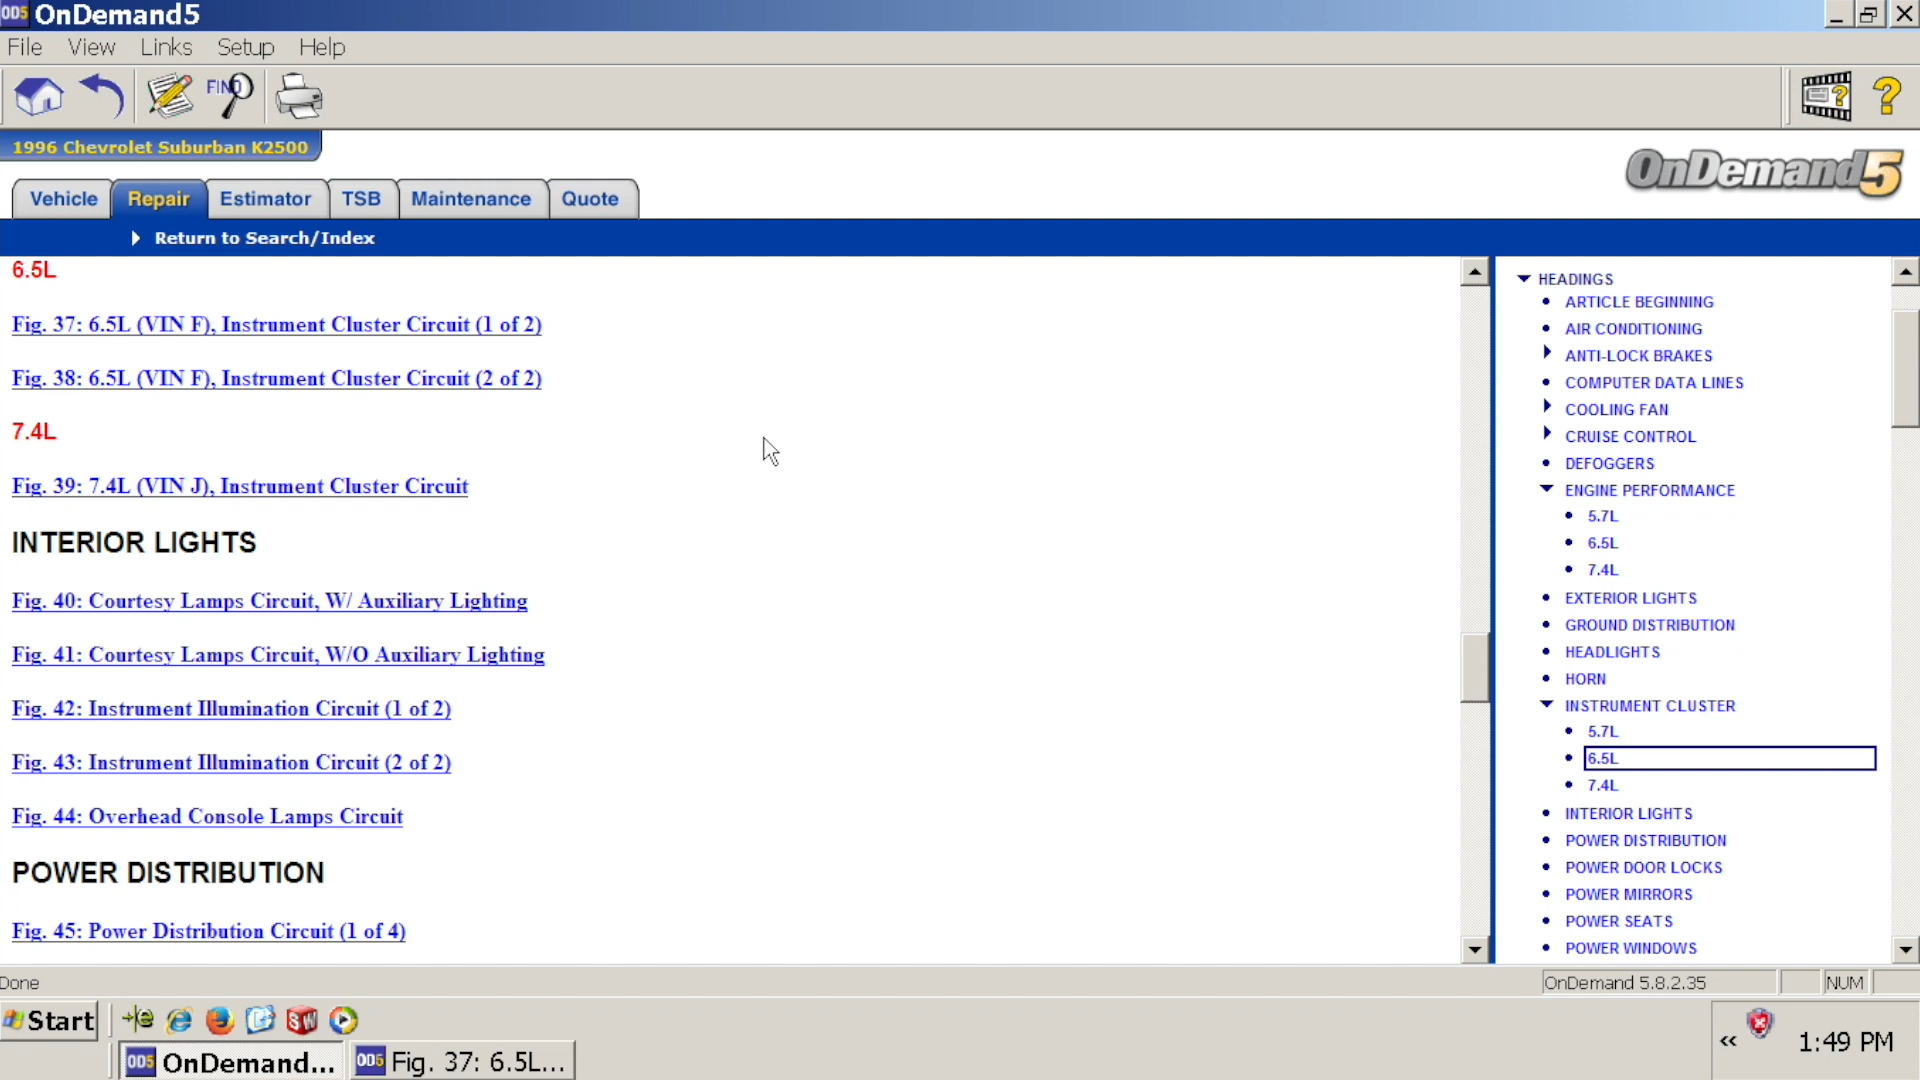 OD5 OnDemand5
File View Links Setup Help
FIND
1996 Chevrolet Suburban K2500
OnDemand5
Vehicle Repair Estimator TSB Maintenance Quote
Return to Search/Index
6.5L
Fig. 37: 6.5L (VIN F), Instrument Cluster Circuit (1 of 2)
Fig. 38: 6.5L (VIN F), Instrument Cluster Circuit (2 of 2)
7.4L
Fig. 39: 7.4L (VIN J), Instrument Cluster Circuit
INTERIOR LIGHTS
Fig. 40: Courtesy Lamps Circuit, W/ Auxiliary Lighting
Fig. 41: Courtesy Lamps Circuit, W/O Auxiliary Lighting
Fig. 42: Instrument Illumination Circuit (1 of 2)
Fig. 43: Instrument Illumination Circuit (2 of 2)
Fig. 44: Overhead Console Lamps Circuit
POWER DISTRIBUTION
Fig. 45: Power Distribution Circuit (1 of 4)
HEADINGS
ARTICLE BEGINNING
AIR CONDITIONING
ANTI-LOCK BRAKES
COMPUTER DATA LINES
COOLING FAN
CRUISE CONTROL
DEFOGGERS
ENGINE PERFORMANCE
5.7L
6.5L
7.4L
EXTERIOR LIGHTS
GROUND DISTRIBUTION
HEADLIGHTS
HORN
INSTRUMENT CLUSTER
5.7L
6.5L
7.4L
INTERIOR LIGHTS
POWER DISTRIBUTION
POWER DOOR LOCKS
POWER MIRRORS
POWER SEATS
POWER WINDOWS
Done
OnDemand 5.8.2.35 NUM
Start SW
OD5 OnDemand... OD5 Fig. 37: 6.5L...
« 1:49 PM